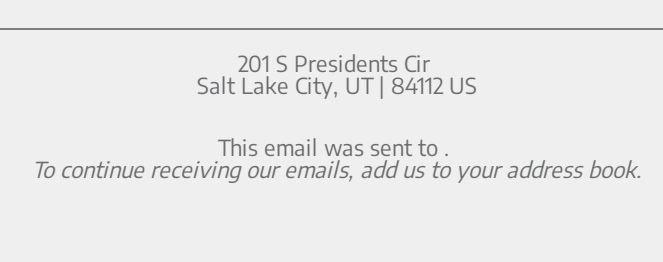 201 S Presidents Cir
Salt Lake City, UT | 84112 US
This email was sent to .
To continue receiving our emails, add us to your address book.